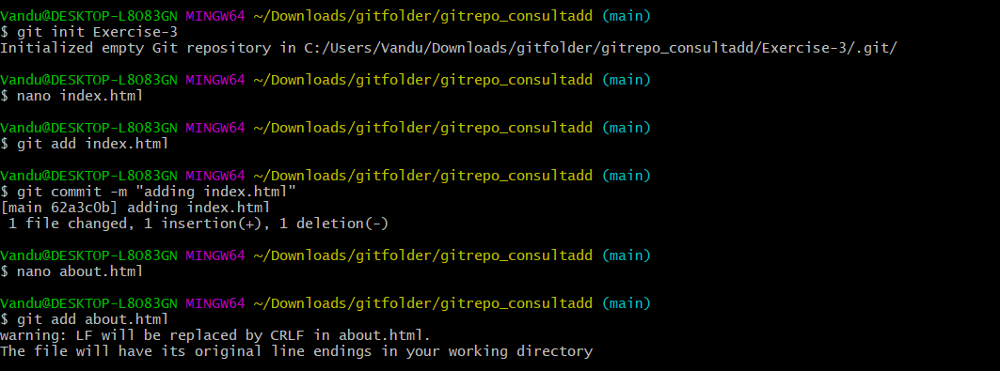 Vandu@DESKTOP-L8O83GN MINGW64 ~/Downloads/gitfolder/gitrepo_consultadd (main)
$ git init Exercise-3
Initialized empty Git repository in C:/Users/Vandu/Downloads/gitfolder/gitrepo_consultadd/Exercise-3/.git/
Vandu@DESKTOP-L8O83GN MINGW64 ~/Downloads/gitfolder/gitrepo_consultadd (main)
$ nano index.html
Vandu@DESKTOP-L8O83GN MINGW64 ~/Downloads/gitfolder/gitrepo_consultadd (main)
$ git add index.html
Vandu@DESKTOP-L8O83GN MINGW64 ~/Downloads/gitfolder/gitrepo_consultadd (main)
$ git commit -m "adding index.html"
[main 62a3c0b] adding index.html
 1 file changed, 1 insertion(+), 1 deletion(-)
Vandu@DESKTOP-L8O83GN MINGW64 ~/Downloads/gitfolder/gitrepo_consultadd (main)
$ nano about.html
Vandu@DESKTOP-L8O83GN MINGW64 ~/Downloads/gitfolder/gitrepo_consultadd (main)
$ git add about.html
warning: LF will be replaced by CRLF in about.html.
The file will have its original line endings in your working directory